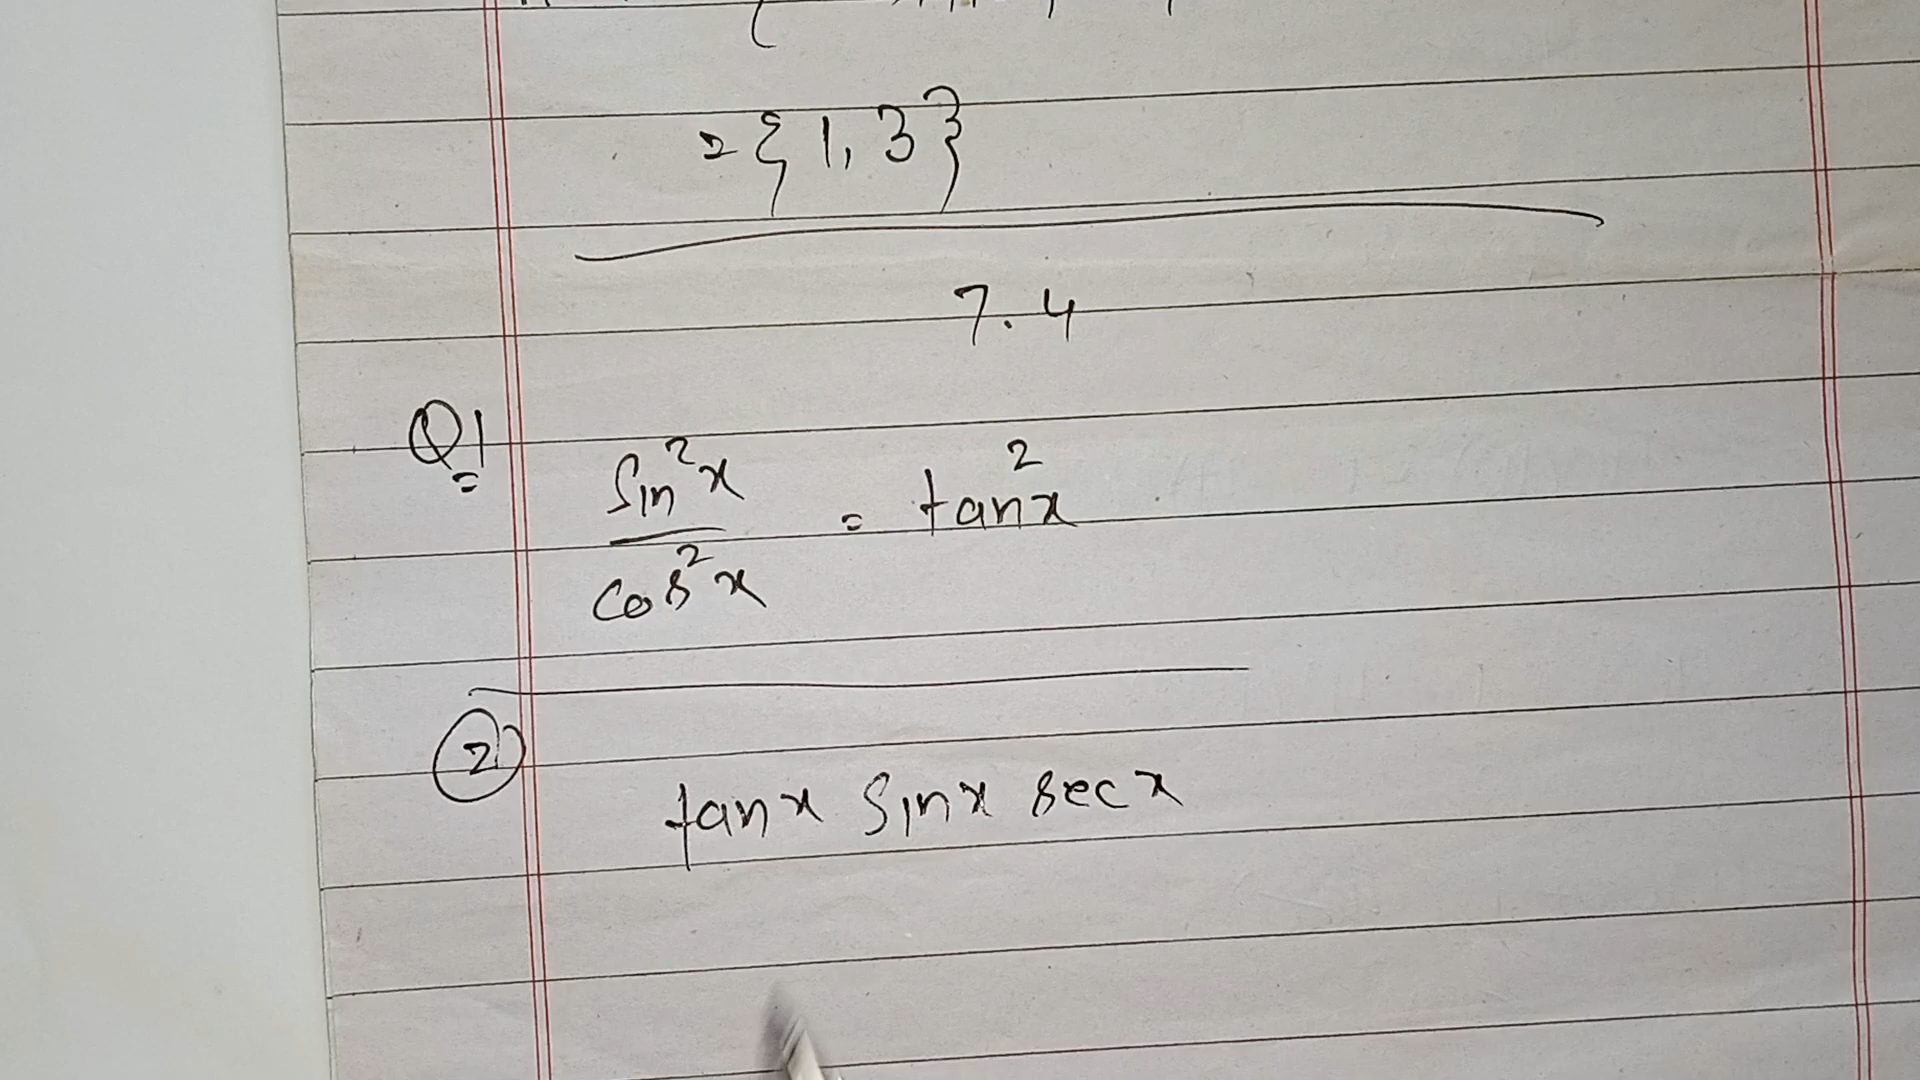 = {1, 3}
7.4
Q1
sin²x
/
cos²x
= tan²x
2
tanx sinx secx